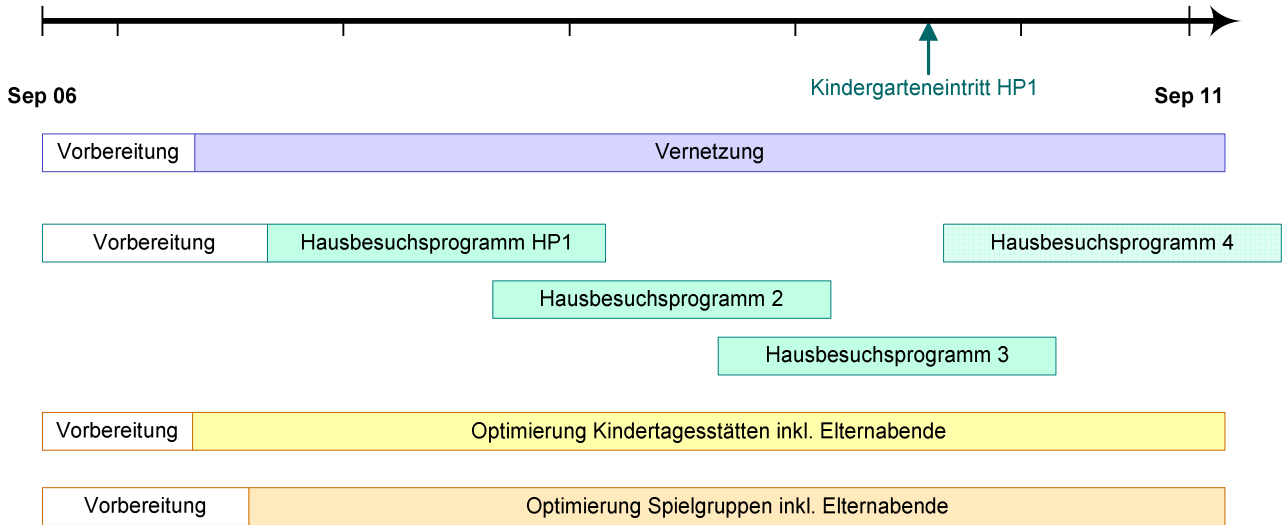 Kindergarteneintritt HP1
Sep 06
Sep 11
Vorbereitung
Vernetzung
Vorbereitung
Hausbesuchsprogramm HP1
Hausbesuchsprogramm 4
Hausbesuchsprogramm 2
Hausbesuchsprogramm 3
Vorbereitung
Optimierung Kindertagesstätten inkl. Elternabende
Vorbereitung
Optimierung Spielgruppen inkl. Elternabende